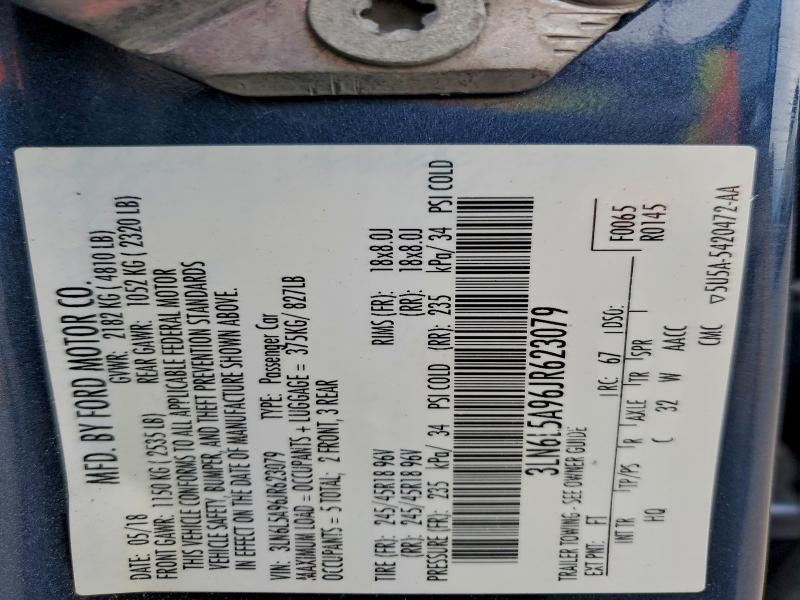 MFD. BY FORD MOTOR CO.
DATE: 05/18 GVWR: 2182 KG ( 4810 LB)
FRONT GAWR: 1150 KG ( 2535 LB) REAR GAWR: 1052 KG ( 2320 LB)
THIS VEHICLE CONFORMS TO ALL APPLICABLE FEDERAL MOTOR
VEHICLE SAFETY, BUMPER, AND THEFT PREVENTION STANDARDS
IN EFFECT ON THE DATE OF MANUFACTURE SHOWN ABOVE.
VIN: 3LN6L5A96JR623079 TYPE: Passenger Car
MAXIMUM LOAD = OCCUPANTS + LUGGAGE = 375KG/ 827LB
OCCUPANTS = 5 TOTAL; 2 FRONT, 3 REAR
TIRE (FR): 245/45R18 96V RIMS (FR): 18x8.0J
(RR): 245/45R18 96V (RR): 18x8.0J
PRESSURE (FR): 235 kPa/ 34 PSI COLD (RR): 235 kPa/ 34 PSI COLD
3LN6L5A96JR623079
TRAILER TOWING - SEE OWNER GUIDE F0065
EXT PNT: FT RC: 67 DSO: R0145
INT TR TP/PS R AXLE TR SPR
HQ C 32 W AACC
CMC ▽5U5A-5420472-AA